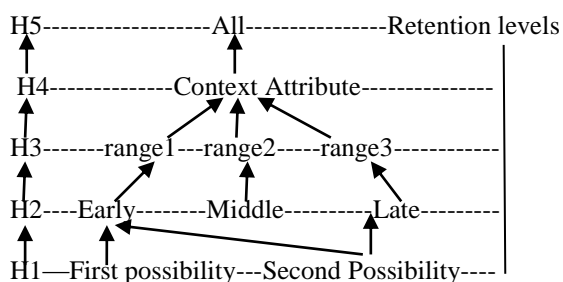 H5--------------------All----------------Retention levels
H4--------------Context Attribute---------------
H3-------range1---range2-----range3------------
H2----Early--------Middle----------Late----------
H1—First possibility---Second Possibility----